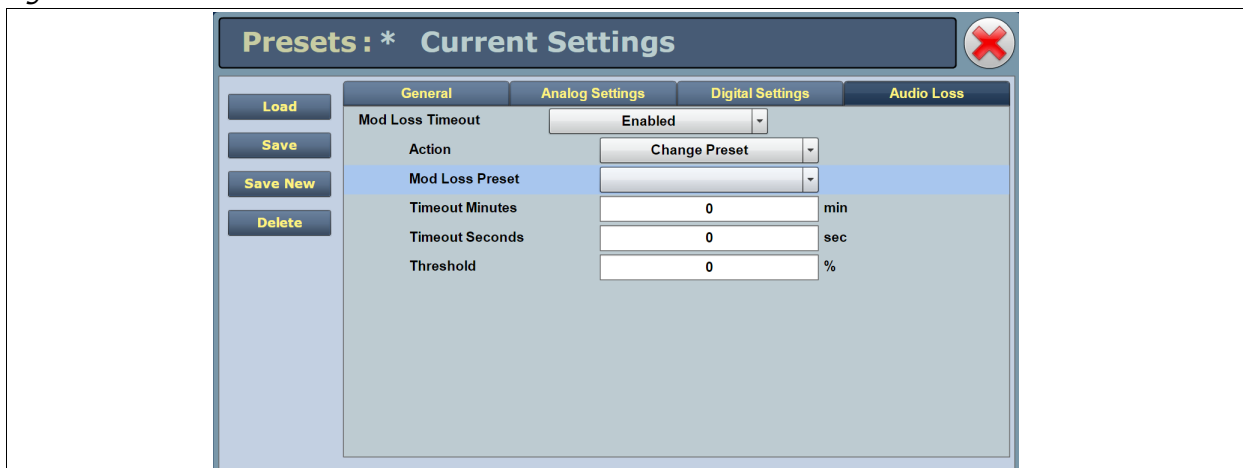 Presets: * Current Settings
General Analog Settings Digital Settings Audio Loss
Load
Save
Save New
Delete
Mod Loss Timeout Enabled
Action Change Preset
Mod Loss Preset
Timeout Minutes 0 min
Timeout Seconds 0 sec
Threshold 0 %